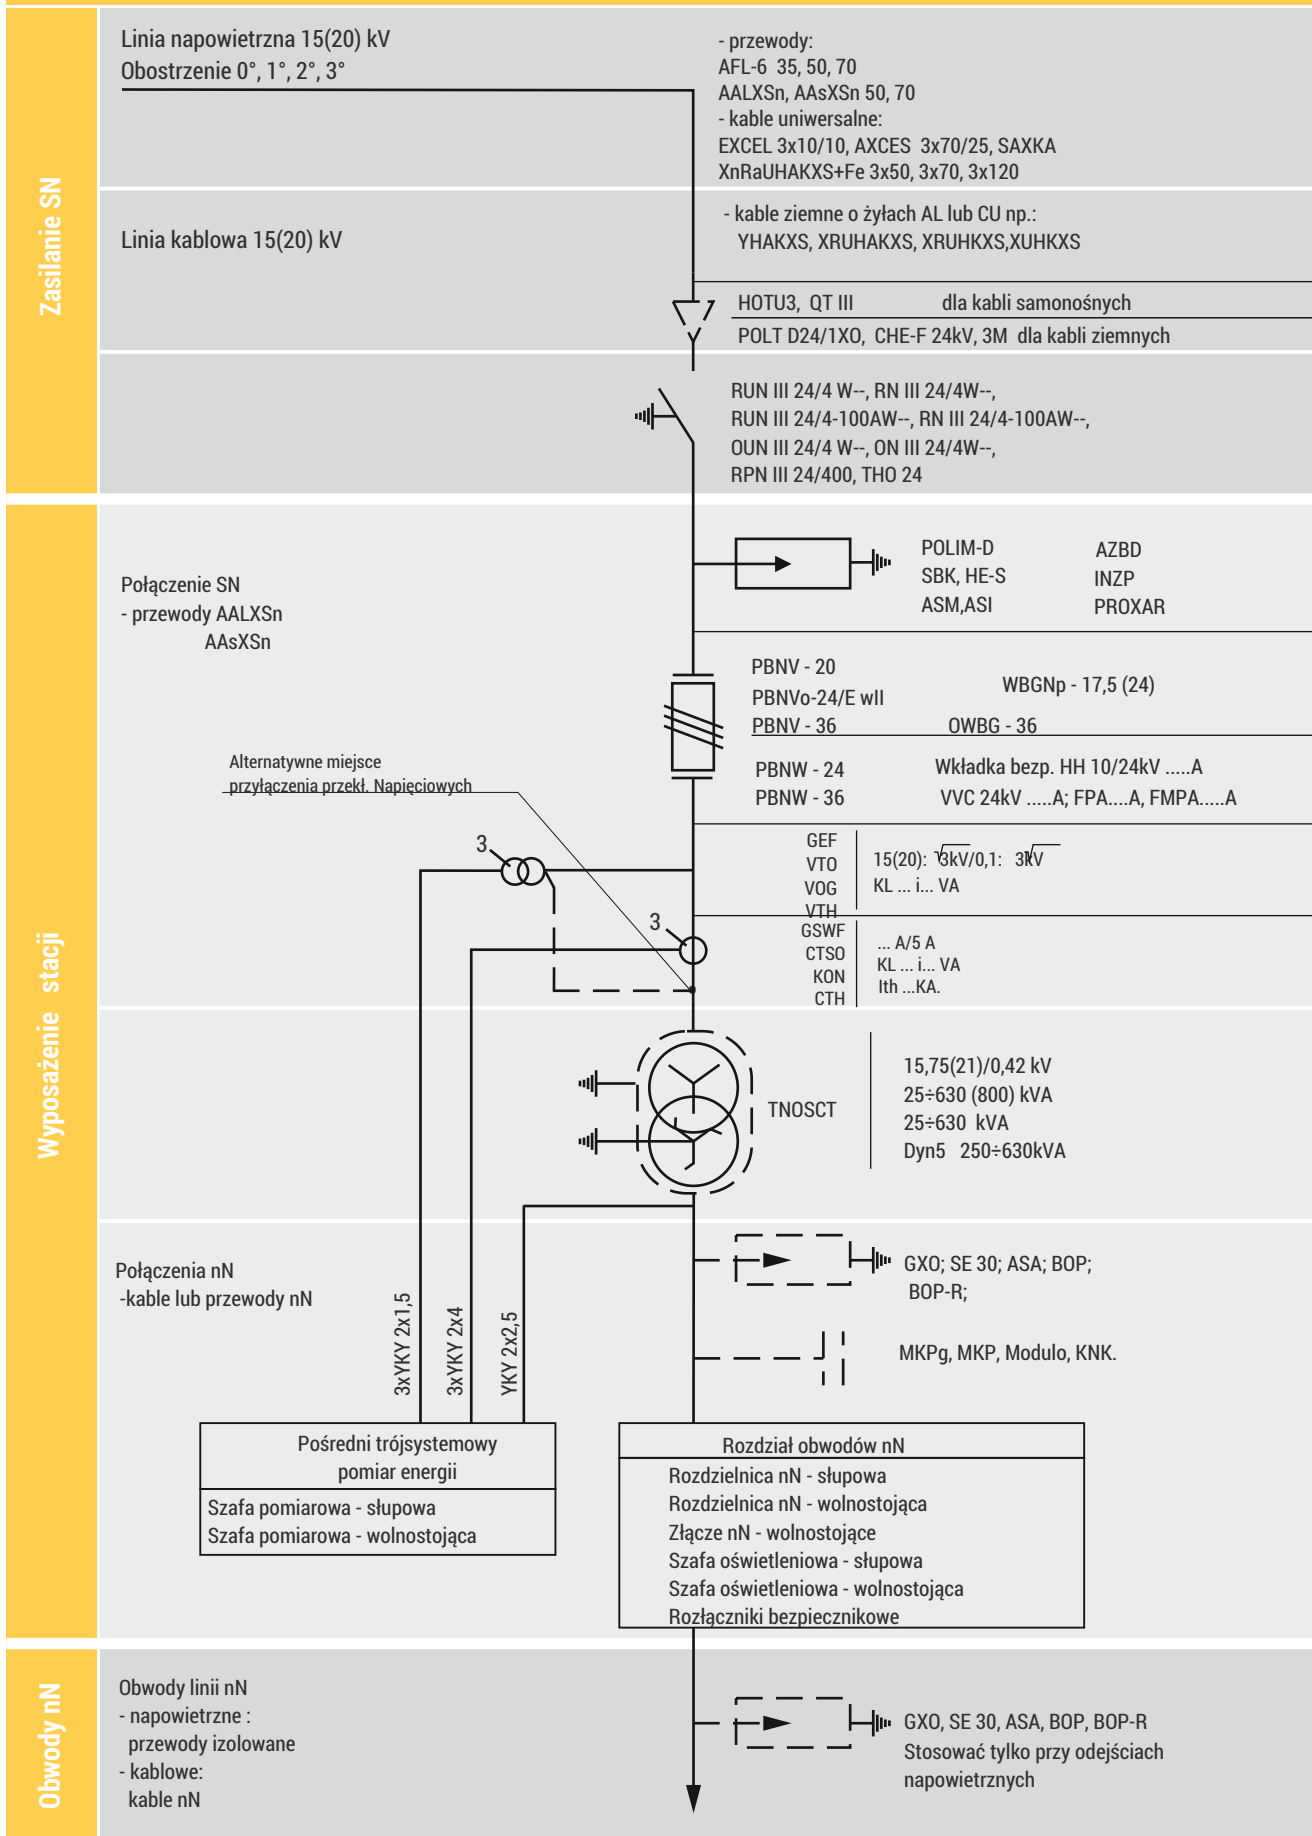 Zasilanie SN
Linia napowietrzna 15(20) kV
Obostrzenie 0°, 1°, 2°, 3°
- przewody:
AFL-6 35, 50, 70
AALXSn, AAsXSn 50, 70
- kable uniwersalne:
EXCEL 3x10/10, AXCES 3x70/25, SAXKA
XnRaUHAKXS+Fe 3x50, 3x70, 3x120
Linia kablowa 15(20) kV
- kable ziemne o żyłach AL lub CU np.:
YHAKXS, XRUHAKXS, XRUHKXS,XUHKXS
HOTU3, QT III dla kabli samonośnych
POLT D24/1XO, CHE-F 24kV, 3M dla kabli ziemnych
RUN III 24/4 W--, RN III 24/4W--,
RUN III 24/4-100AW--, RN III 24/4-100AW--,
OUN III 24/4 W--, ON III 24/4W--,
RPN III 24/400, THO 24
Wyposażenie stacji
Połączenie SN
- przewody AALXSn
AAsXSn
POLIM-D AZBD
SBK, HE-S INZP
ASM,ASI PROXAR
PBNV - 20
PBNVo-24/E wII
PBNV - 36
WBGNp - 17,5 (24)
OWBG - 36
PBNW - 24 Wkładka bezp. HH 10/24kV .....A
PBNW - 36 VVC 24kV .....A; FPA....A, FMPA.....A
Alternatywne miejsce
przyłączenia przekł. Napięciowych
3
GEF
VTO
VOG
VTH
15(20): √3kV/0,1: √3kV
KL ... i... VA
3
GSWF
CTSO
KON
CTH
... A/5 A
KL ... i... VA
Ith ...KA.
TNOSCT
15,75(21)/0,42 kV
25÷630 (800) kVA
25÷630 kVA
Dyn5 250÷630kVA
Połączenia nN
-kable lub przewody nN
3xYKY 2x1,5
3xYKY 2x4
YKY 2x2,5
GXO; SE 30; ASA; BOP;
BOP-R;
MKPg, MKP, Modulo, KNK.
Pośredni trójsystemowy
pomiar energii
Szafa pomiarowa - słupowa
Szafa pomiarowa - wolnostojąca
Rozdział obwodów nN
Rozdzielnica nN - słupowa
Rozdzielnica nN - wolnostojąca
Złącze nN - wolnostojące
Szafa oświetleniowa - słupowa
Szafa oświetleniowa - wolnostojąca
Rozłączniki bezpiecznikowe
Obwody nN
Obwody linii nN
- napowietrzne :
przewody izolowane
- kablowe:
kable nN
GXO, SE 30, ASA, BOP, BOP-R
Stosować tylko przy odejściach
napowietrznych